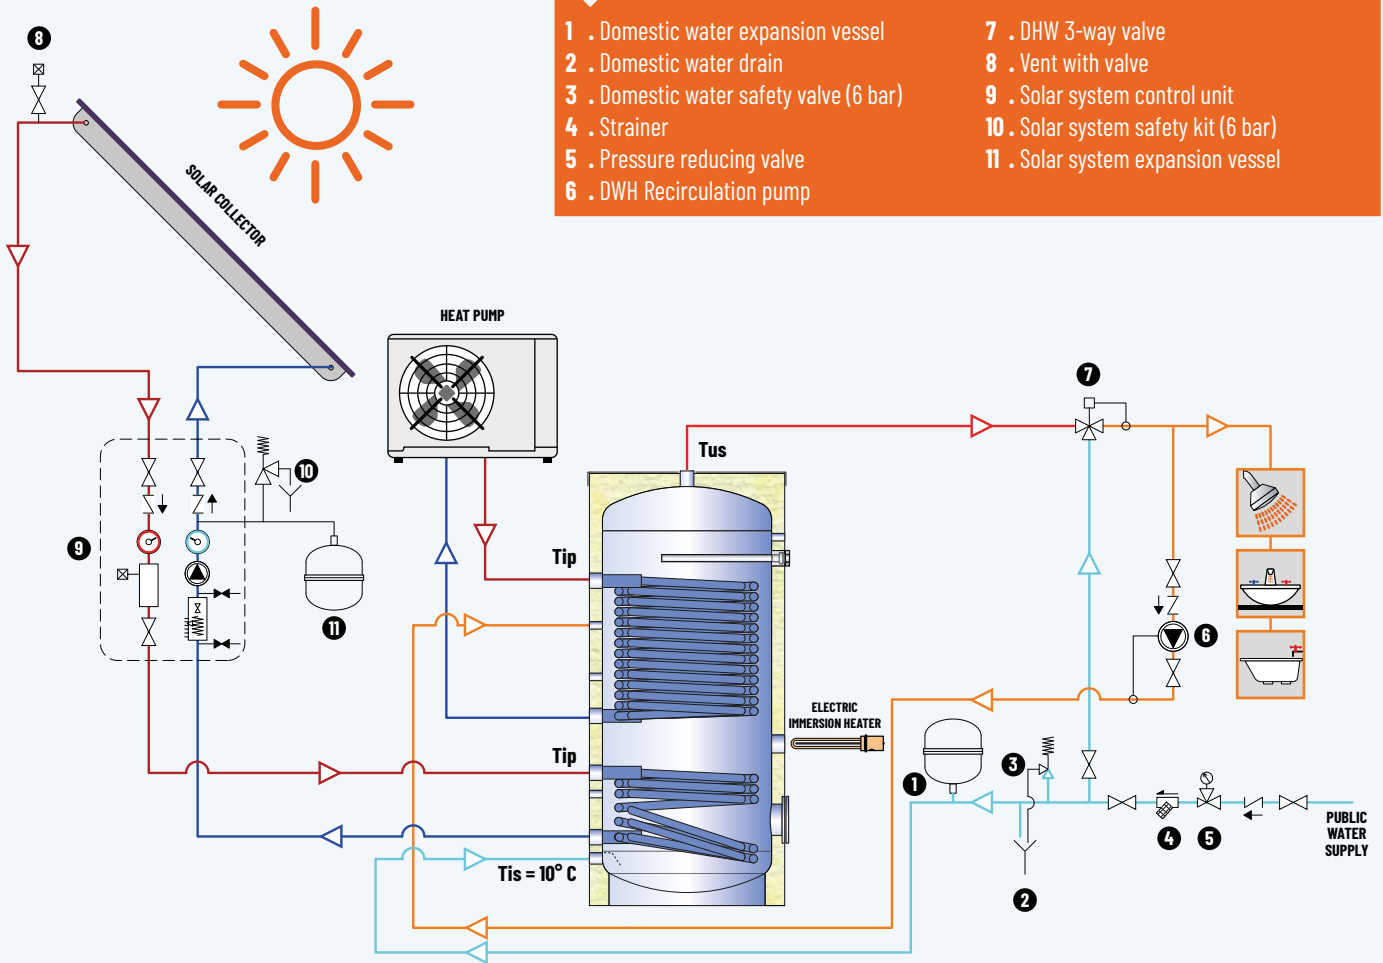 1 . Domestic water expansion vessel
2 . Domestic water drain
3 . Domestic water safety valve (6 bar)
4 . Strainer
5 . Pressure reducing valve
6 . DWH Recirculation pump
7 . DHW 3-way valve
8 . Vent with valve
9 . Solar system control unit
10 . Solar system safety kit (6 bar)
11 . Solar system expansion vessel
8
SOLAR COLLECTOR
HEAT PUMP
7
Tus
10
9
Tip
11
6
ELECTRIC
IMMERSION HEATER
Tip
3
1
PUBLIC
WATER
SUPPLY
4
5
Tis = 10° C
2